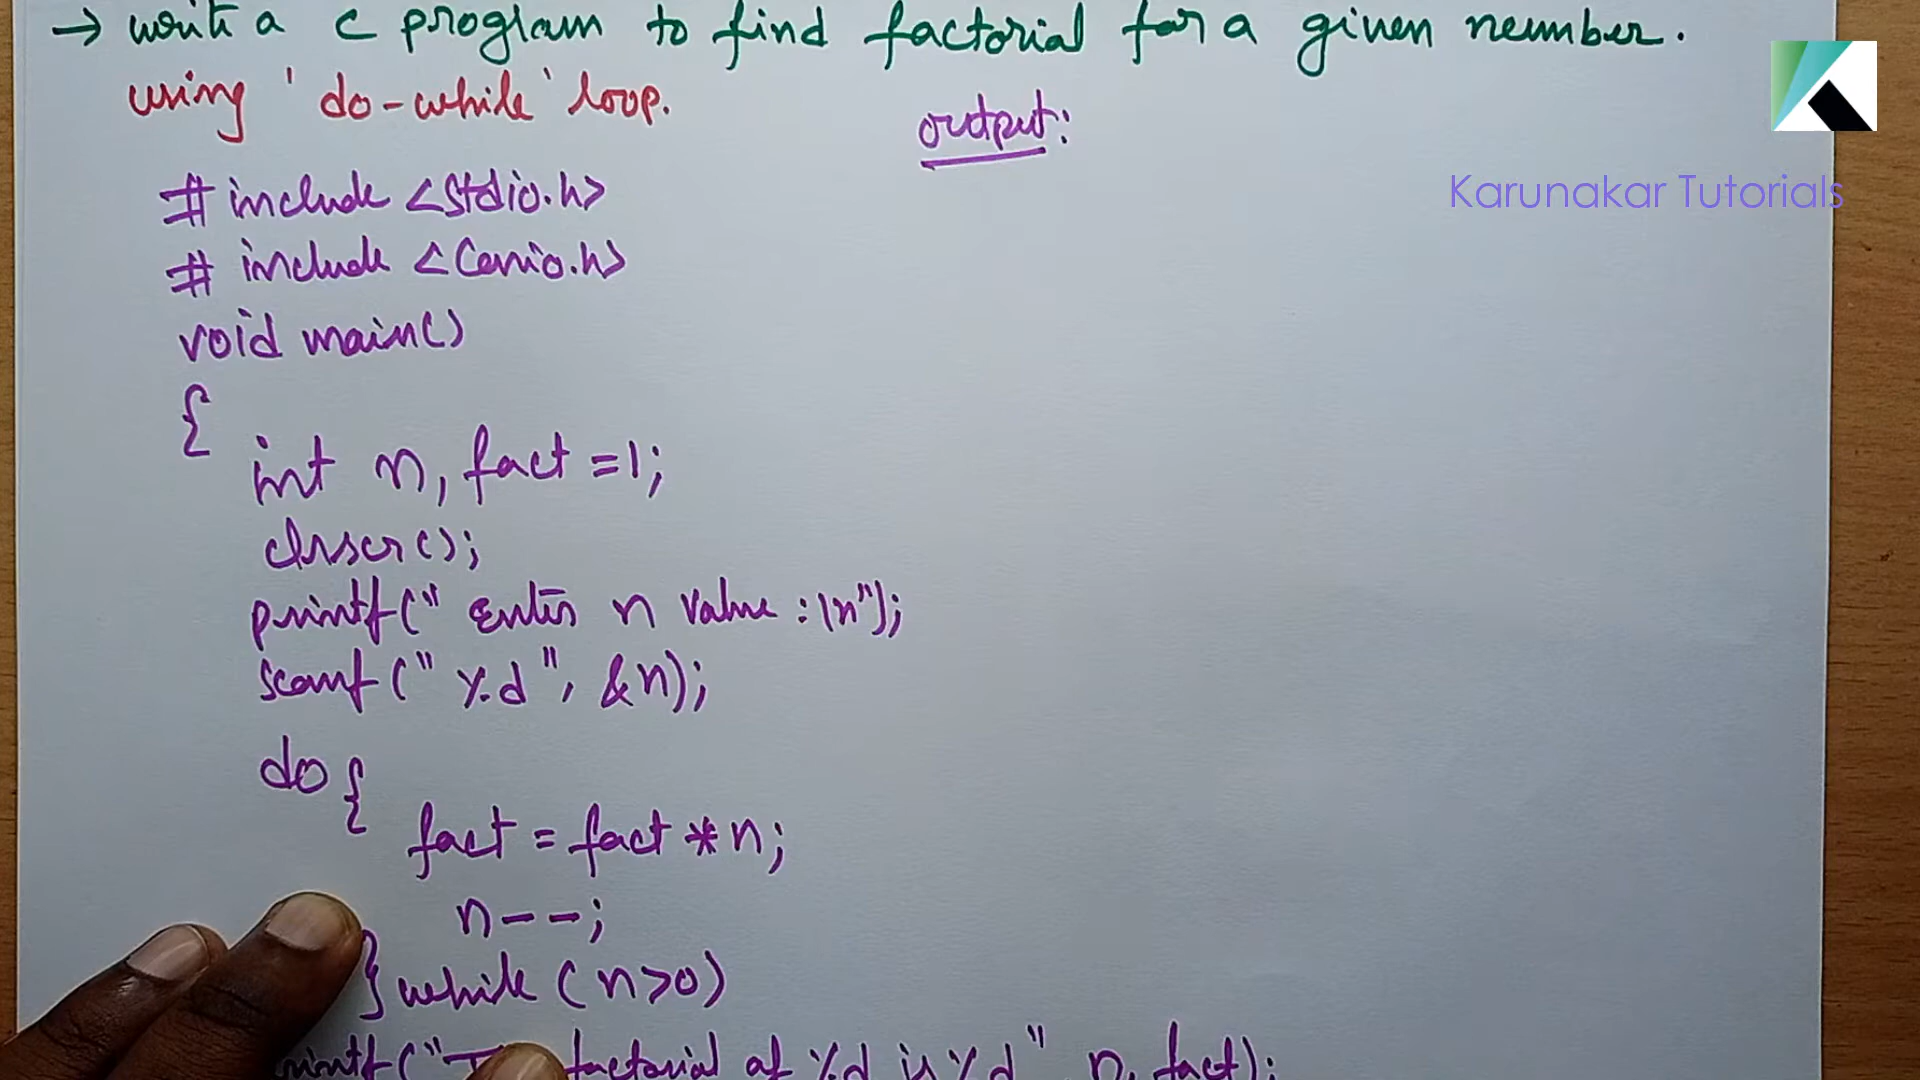 → write a c program to find factorial for a given number.
using 'do-while' loop.
output:
Karunakar Tutorials
# include <stdio.h>
# include <Conio.h>
void main()
{
int n, fact =1;
clrscr();
printf(" Enter n value :\n");
scanf (" %d ", &n);
do {
fact = fact * n;
n--;
} while (n>0)
printf (" factorial of %d is %d ", n, fact);